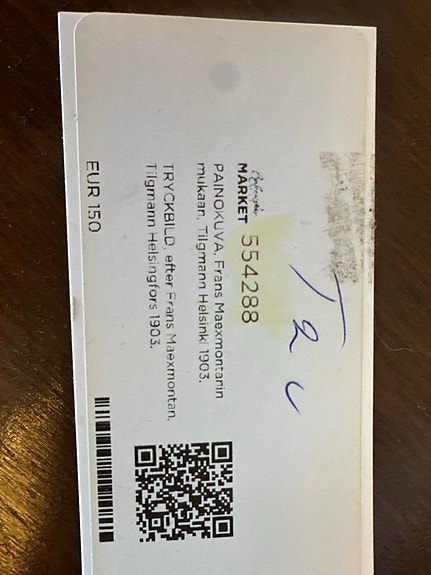 MARKET 554288
PAINOKUVA, Frans Maexmontanin
mukaan, Tilgmann Helsinki 1903.
TRYCKBILD, efter Frans Maexmontan,
Tilgmann Helsingfors 1903.
EUR 150